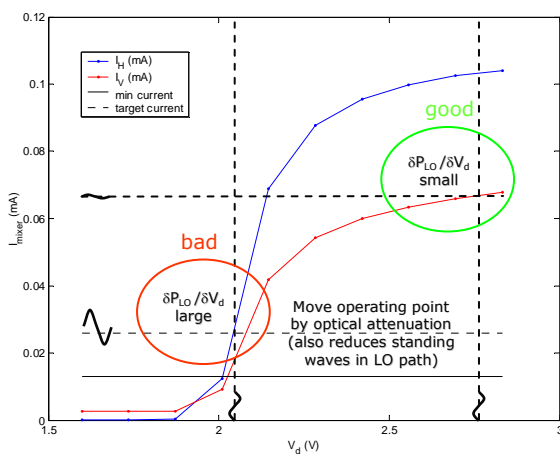 0.12
0.1
0.08
0.06
0.04
0.02
0
I_mixer (mA)
I_H (mA)
I_V (mA)
min current
target current
good
δP_LO/δV_d
small
bad
δP_LO/δV_d
large
Move operating point
by optical attenuation
(also reduces standing
waves in LO path)
1.5
2
2.5
3
V_d (V)